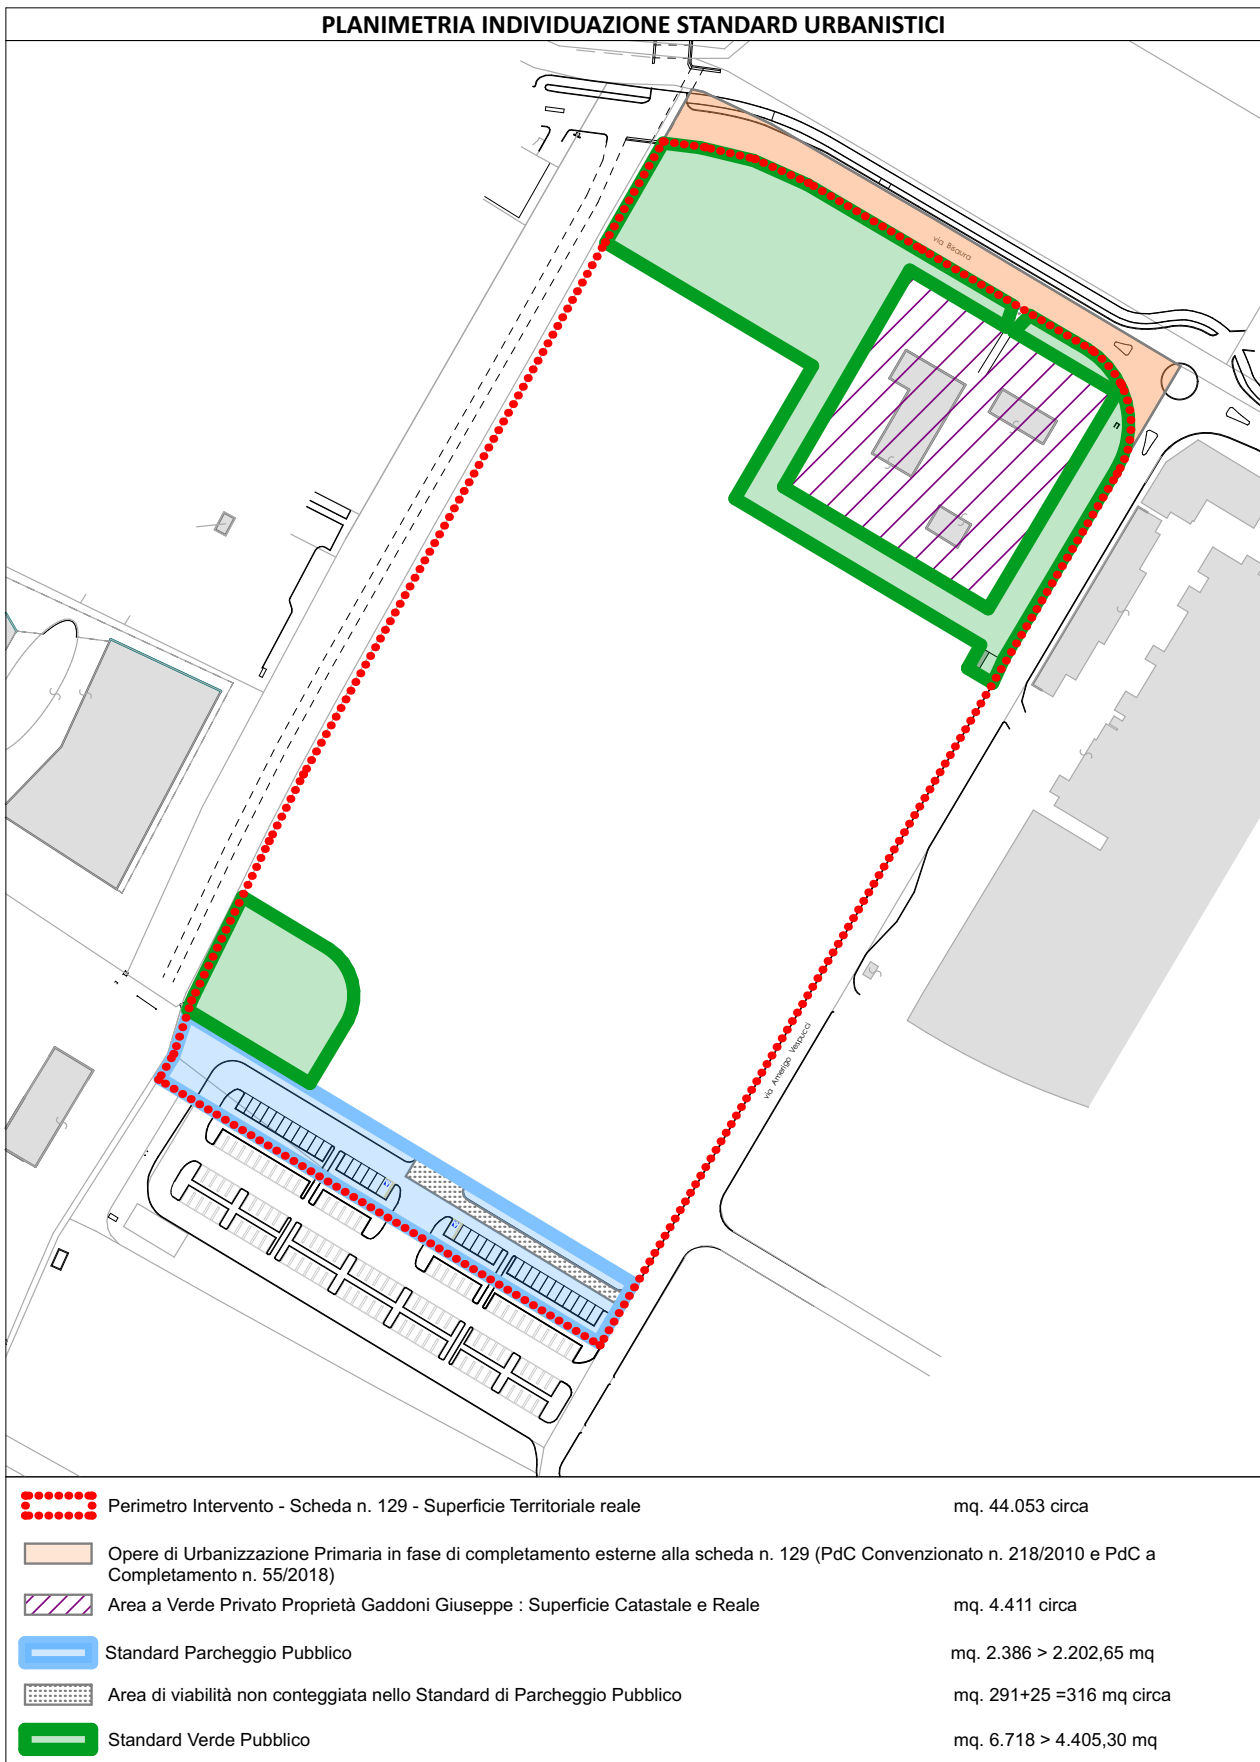 PLANIMETRIA INDIVIDUAZIONE STANDARD URBANISTICI
via Bisaura
via Amerigo Vespucci
Perimetro Intervento - Scheda n. 129 - Superficie Territoriale reale mq. 44.053 circa
Opere di Urbanizzazione Primaria in fase di completamento esterne alla scheda n. 129 (PdC Convenzionato n. 218/2010 e PdC a
Completamento n. 55/2018)
Area a Verde Privato Proprietà Gaddoni Giuseppe : Superficie Catastale e Reale mq. 4.411 circa
Standard Parcheggio Pubblico mq. 2.386 > 2.202,65 mq
Area di viabilità non conteggiata nello Standard di Parcheggio Pubblico mq. 291+25 =316 mq circa
Standard Verde Pubblico mq. 6.718 > 4.405,30 mq